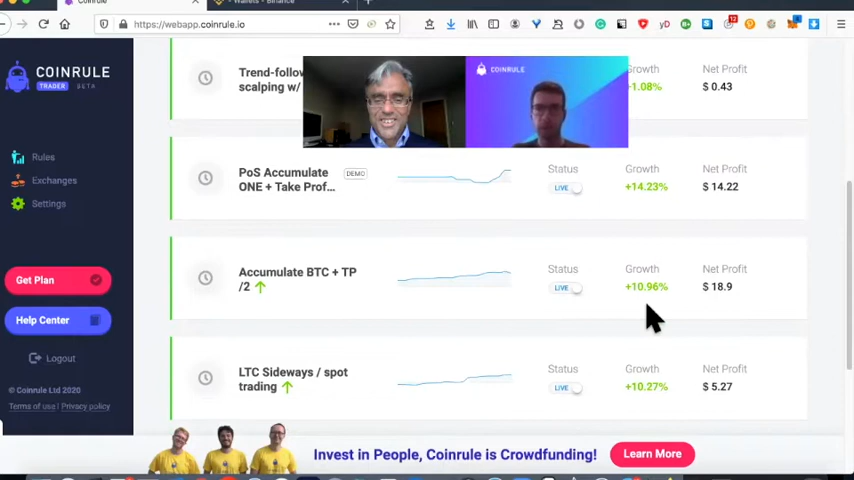 Coinrule
Wallets - Binance
https://webapp.coinrule.io
COINRULE
TRADER BETA
Rules
Exchanges
Settings
Get Plan
Help Center
Logout
© Coinrule Ltd 2020
Terms of use | Privacy policy
Trend-follow
scalping w/
COINRULE
Growth
Net Profit
1.08%
$ 0.43
PoS Accumulate
ONE + Take Prof...
DEMO
Status
LIVE
Growth
+14.23%
Net Profit
$ 14.22
Accumulate BTC + TP
/2
Status
LIVE
Growth
+10.96%
Net Profit
$ 18.9
LTC Sideways / spot
trading
Status
LIVE
Growth
+10.27%
Net Profit
$ 5.27
Invest in People, Coinrule is Crowdfunding!
Learn More